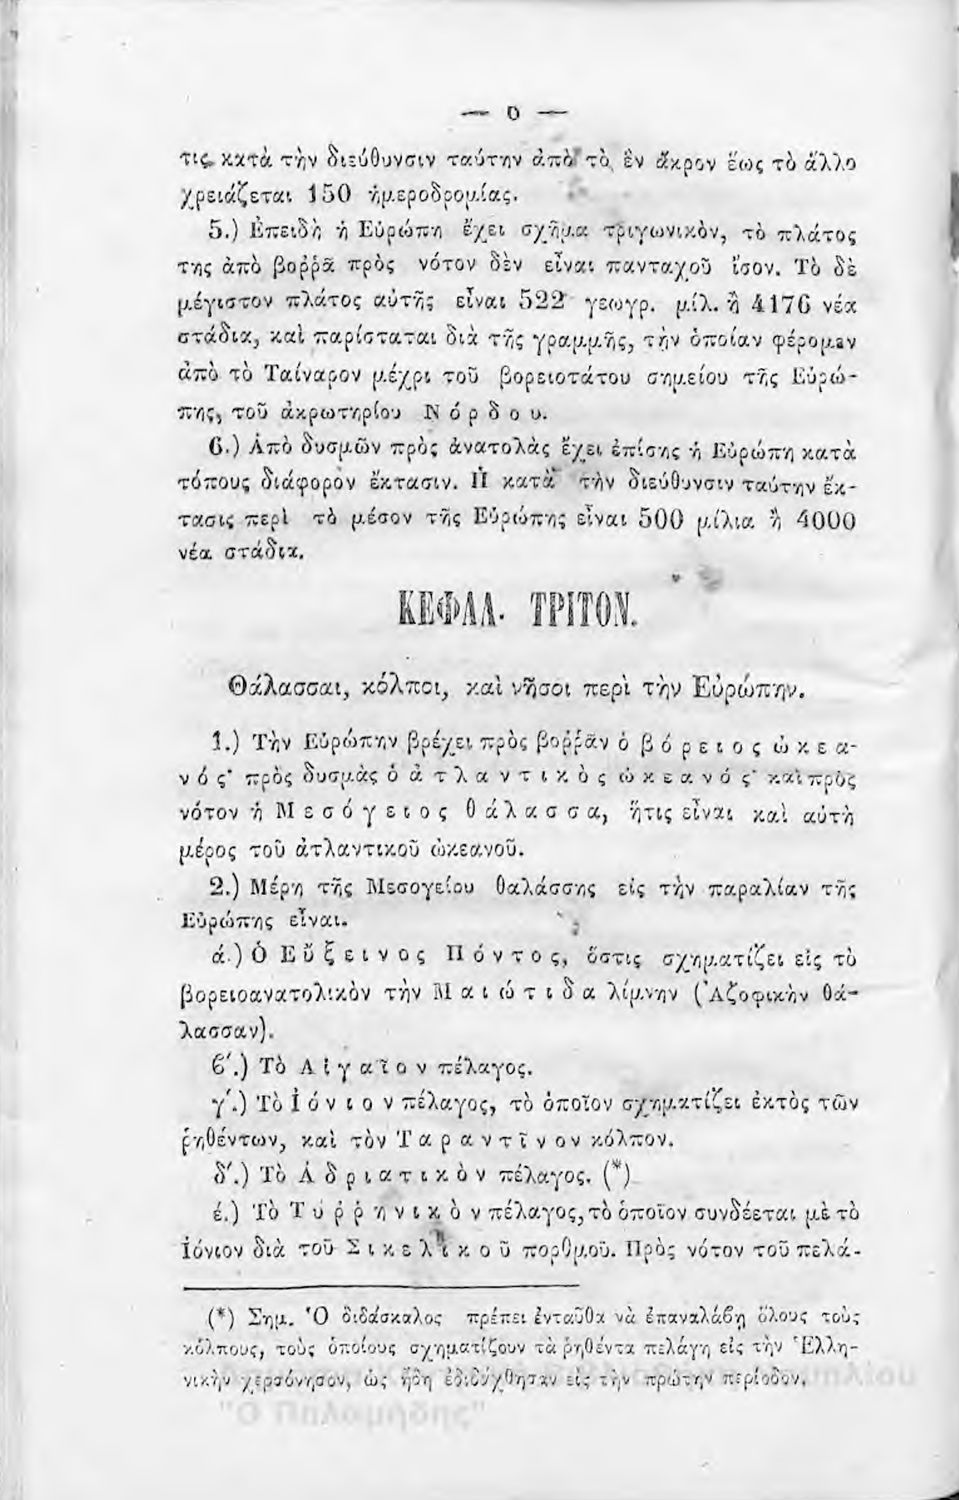 — 6 —
τις κατὰ τὴν διεύθυνσιν ταύτην ἀπὸ τὸ ἓν ἄκρον ἕως τὸ ἄλλο
χρειάζεται 150 ἡμεροδρομίας.
5.) Ἐπειδὴ ἡ Εὐρώπη ἔχει σχῆμα τριγωνικὸν, τὸ πλάτος
της ἀπὸ βοῤῥᾶ πρὸς νότον δὲν εἶναι πανταχοῦ ἴσον. Τὸ δὲ
μέγιστον πλάτος αὐτῆς εἶναι 522 γεωγρ. μίλ. ἢ 4176 νέα
στάδια, καὶ παρίσταται διὰ τῆς γραμμῆς, τὴν ὁποίαν φέρομεν
ἀπὸ τὸ Ταίναρον μέχρι τοῦ βορειοτάτου σημείου τῆς Εὐρώ-
πης, τοῦ ἀκρωτηρίου Νόρδου.
6.) Ἀπὸ δυσμῶν πρὸς ἀνατολὰς ἔχει ἐπίσης ἡ Εὐρώπη κατὰ
τόπους διάφορον ἔκτασιν. Ἡ κατὰ τὴν διεύθυνσιν ταύτην ἔκ-
τασις περὶ τὸ μέσον τῆς Εὐρώπης εἶναι 500 μίλια ἢ 4000
νέα στάδια.
ΚΕΦΑΛ. ΤΡΙΤΟΝ.
Θάλασσαι, κόλποι, καὶ νῆσοι περὶ τὴν Εὐρώπην.
1.) Τὴν Εὐρώπην βρέχει πρὸς βοῤῥᾶν ὁ βόρειος ὠκεα-
νός· πρὸς δυσμὰς ὁ ἀτλαντικὸς ὠκεανός· καὶ πρὸς
νότον ἡ Μεσόγειος θάλασσα, ἥτις εἶναι καὶ αὐτὴ
μέρος τοῦ ἀτλαντικοῦ ὠκεανοῦ.
2.) Μέρη τῆς Μεσογείου θαλάσσης εἰς τὴν παραλίαν τῆς
Εὐρώπης εἶναι.
ά.) Ὁ Εὔξεινος Πόντος, ὅστις σχηματίζει εἰς τὸ
βορειοανατολικὸν τὴν Μαιώτιδα λίμνην (Ἀζοφικὴν θά-
λασσαν).
β΄.) Τὸ Αἰγαῖον πέλαγος.
γ΄.) Τὸ Ἰόνιον πέλαγος, τὸ ὁποῖον σχηματίζει ἐκτὸς τῶν
ῥηθέντων, καὶ τὸν Ταραντῖνον κόλπον.
δ΄.) Τὸ Ἀδριατικὸν πέλαγος. (*)
έ.) Τὸ Τυῤῥηνικὸν πέλαγος, τὸ ὁποῖον συνδέεται μὲ τὸ
Ἰόνιον διὰ τοῦ Σικελικοῦ πορθμοῦ. Πρὸς νότον τοῦ πελά-
(*) Σημ. Ὁ διδάσκαλος πρέπει ἐνταῦθα νὰ ἐπαναλάβῃ ὅλους τοὺς
κόλπους, τοὺς ὁποίους σχηματίζουν τὰ ῥηθέντα πελάγη εἰς τὴν Ἑλλη-
νικὴν χερσόνησον, ὡς ἤδη ἐδιδάχθησαν εἰς τὴν πρώτην περίοδον.
"Ο Παλαμήδης"